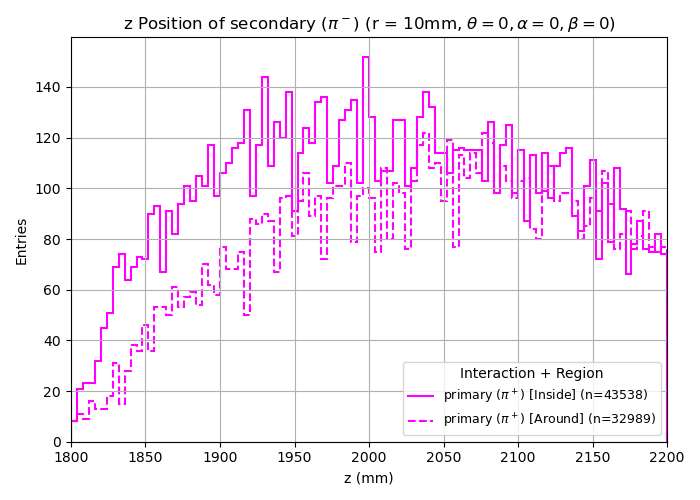 z Position of secondary (π⁻) (r = 10mm, θ = 0, α = 0, β = 0)
Entries
140
120
100
80
60
40
20
0
1800 1850 1900 1950 2000 2050 2100 2150 2200
z (mm)
Interaction + Region
primary (π⁺) [Inside] (n=43538)
primary (π⁺) [Around] (n=32989)